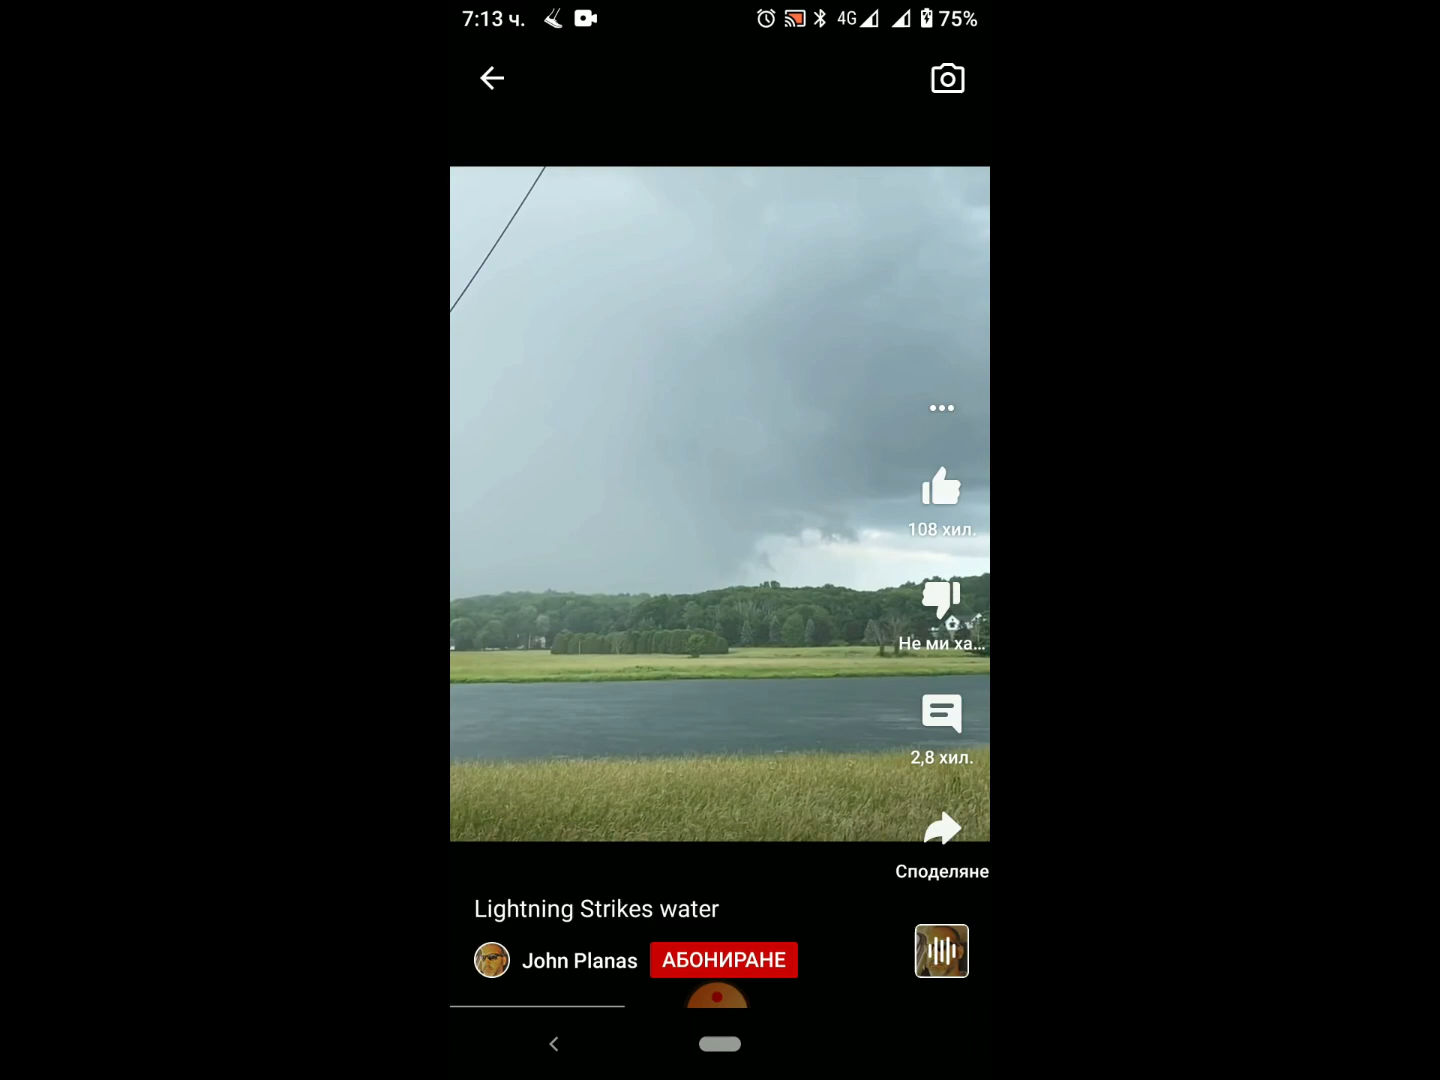 7:13 ч.
4G
75%
108 хил.
Не ми ха...
2,8 хил.
Споделяне
Lightning Strikes water
John Planas
АБОНИРАНЕ